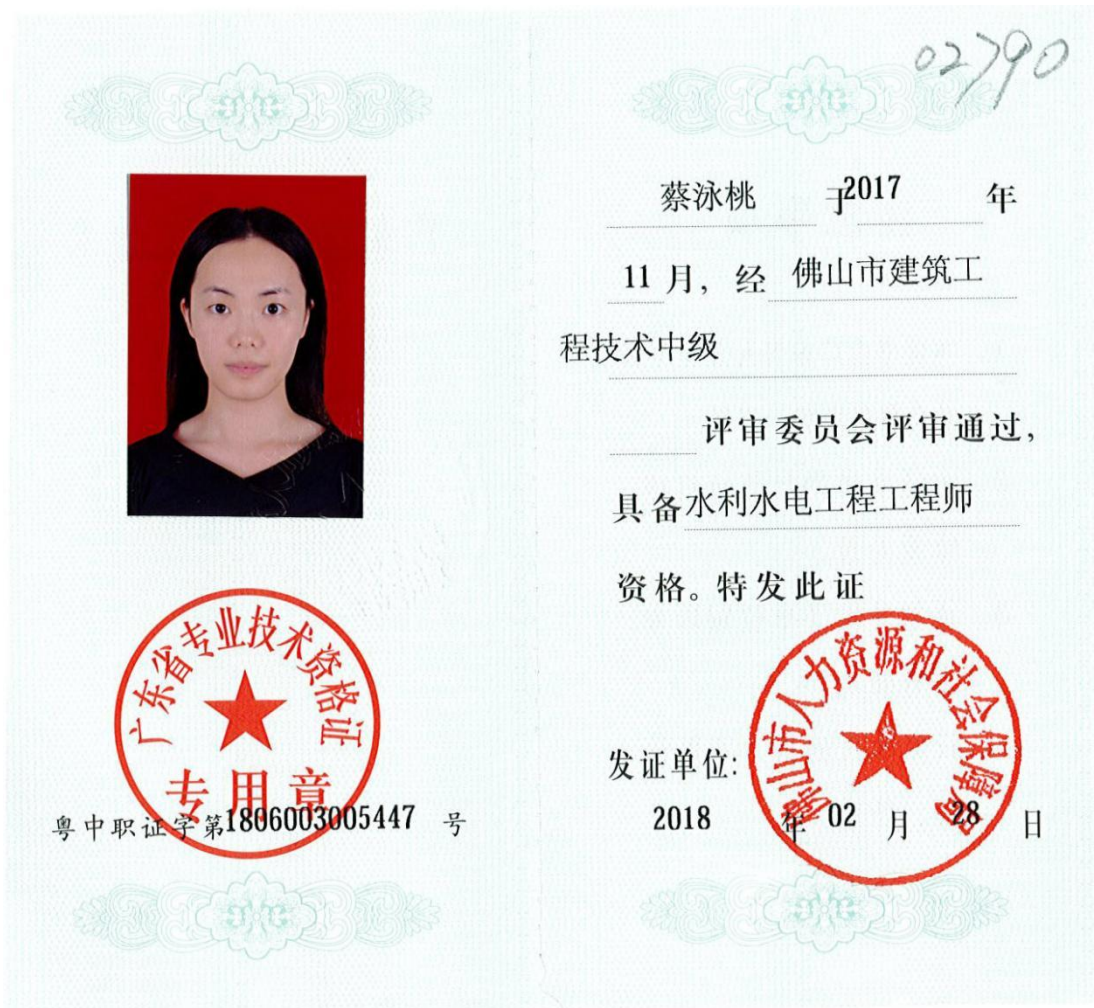 广东省专业技术资格证
专用章
粤中职证字第1806003005447 号
02790
蔡泳桃 于2017 年
11 月，经 佛山市建筑工
程技术中级
评审委员会评审通过，
具备水利水电工程工程师
资格。特发此证
佛山市人力资源和社会保障局
发证单位：
2018 年 02 月 28 日